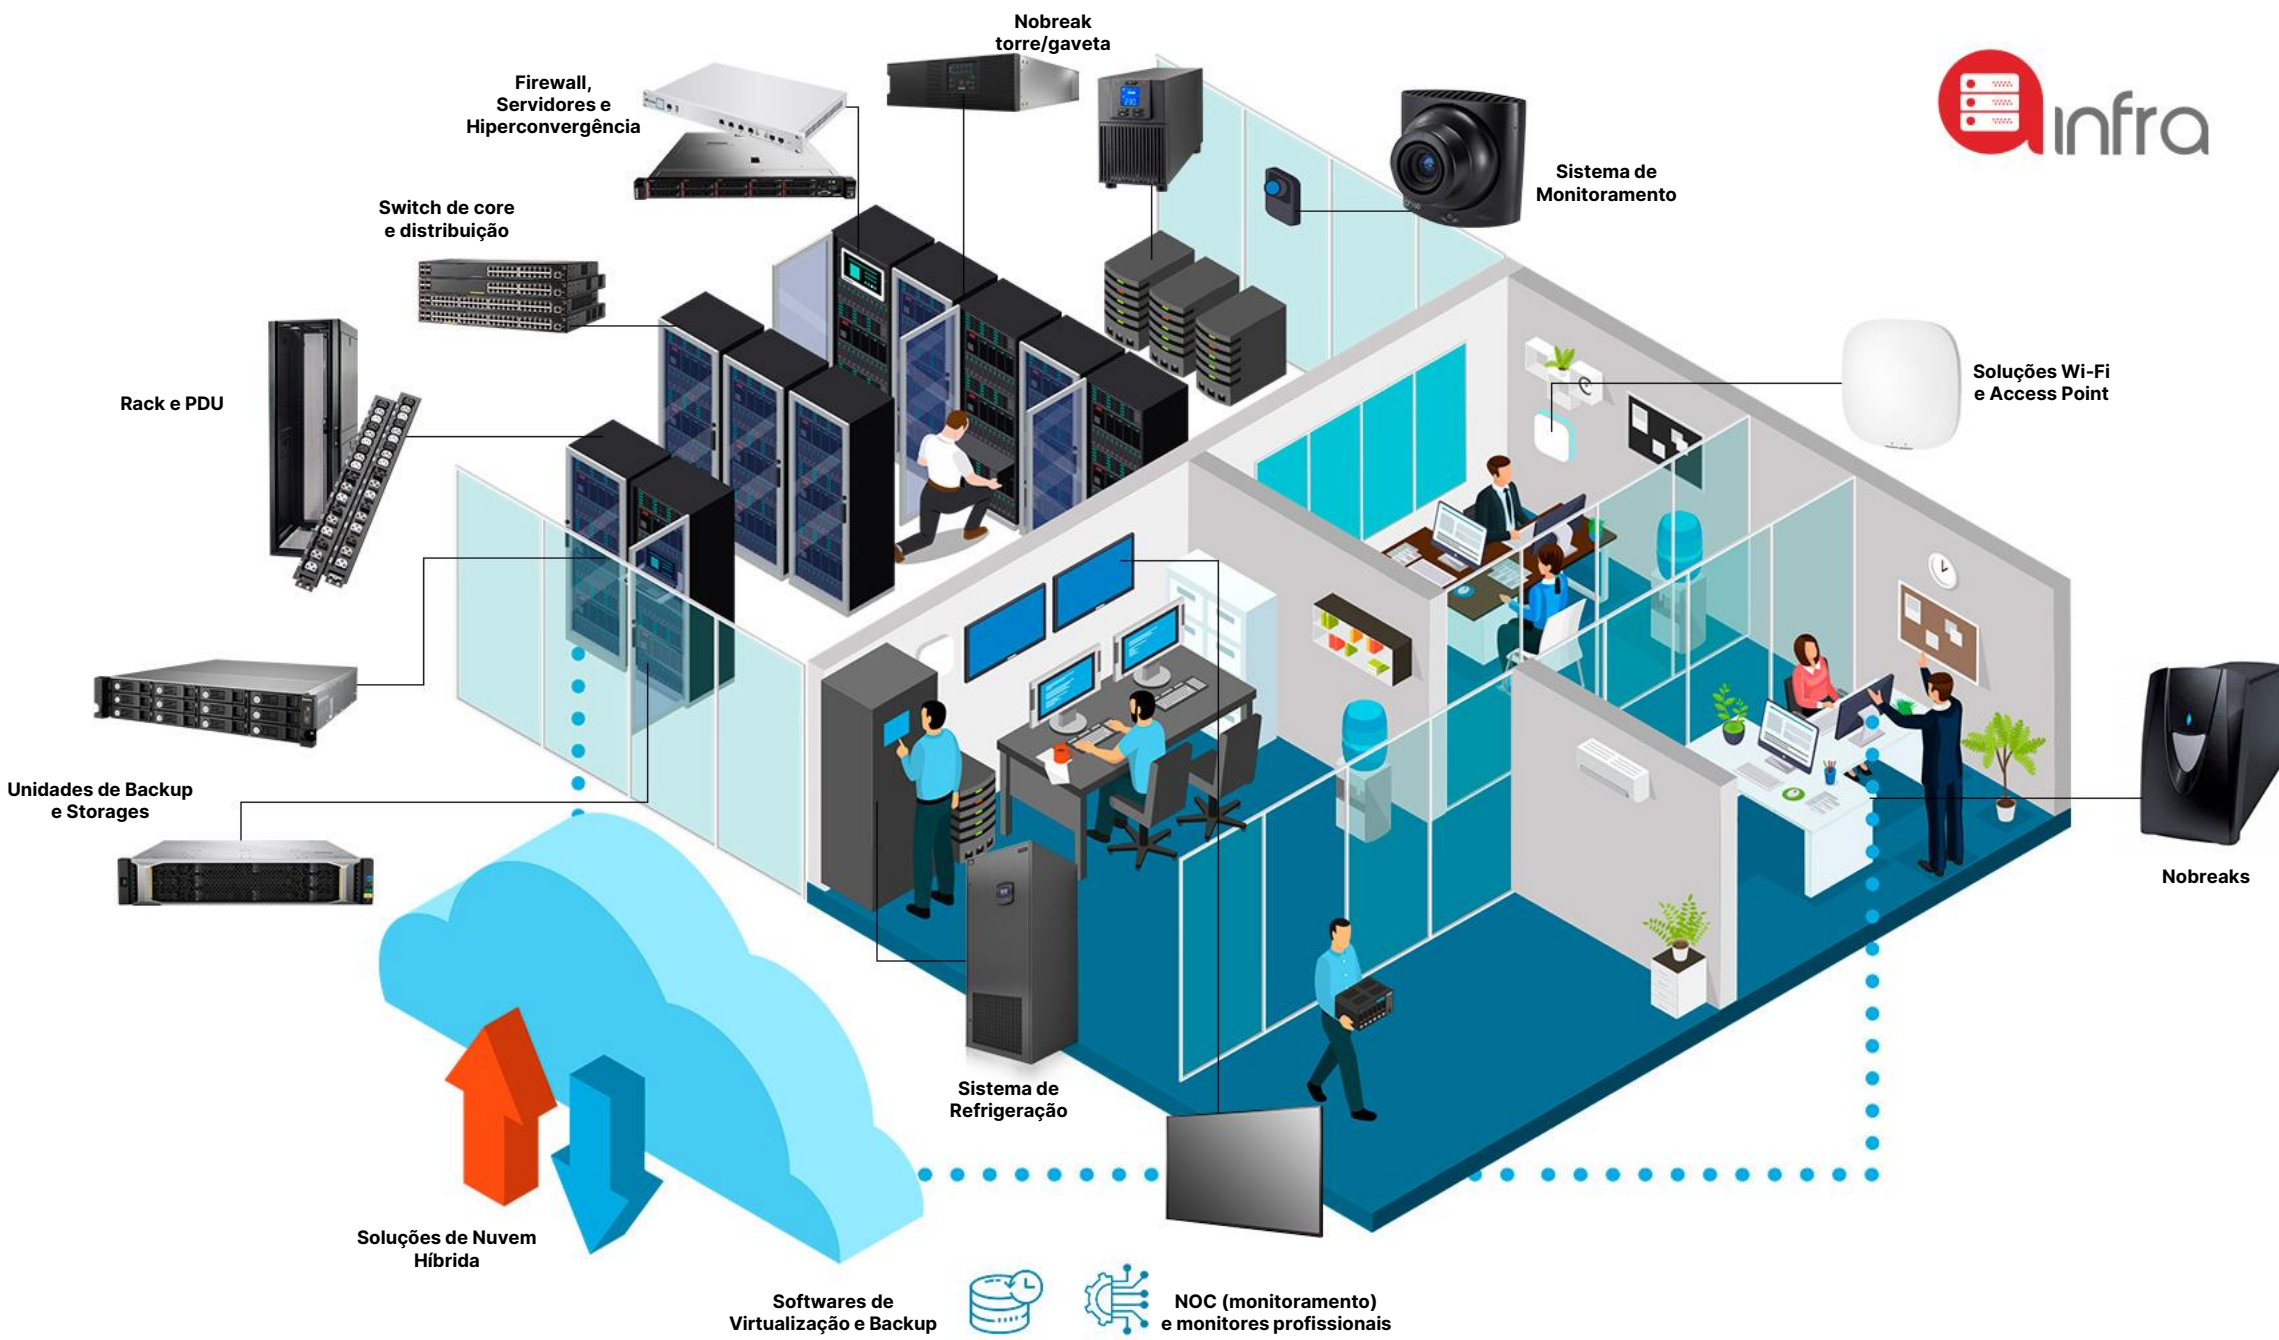 Nobreak
torre/gaveta
Firewall,
Servidores e
Hiperconvergência
ainfra
Sistema de
Monitoramento
Switch de core
e distribuição
Rack e PDU
Soluções Wi-Fi
e Access Point
Unidades de Backup
e Storages
Nobreaks
Sistema de
Refrigeração
Soluções de Nuvem
Híbrida
Softwares de
Virtualização e Backup
NOC (monitoramento)
e monitores profissionais